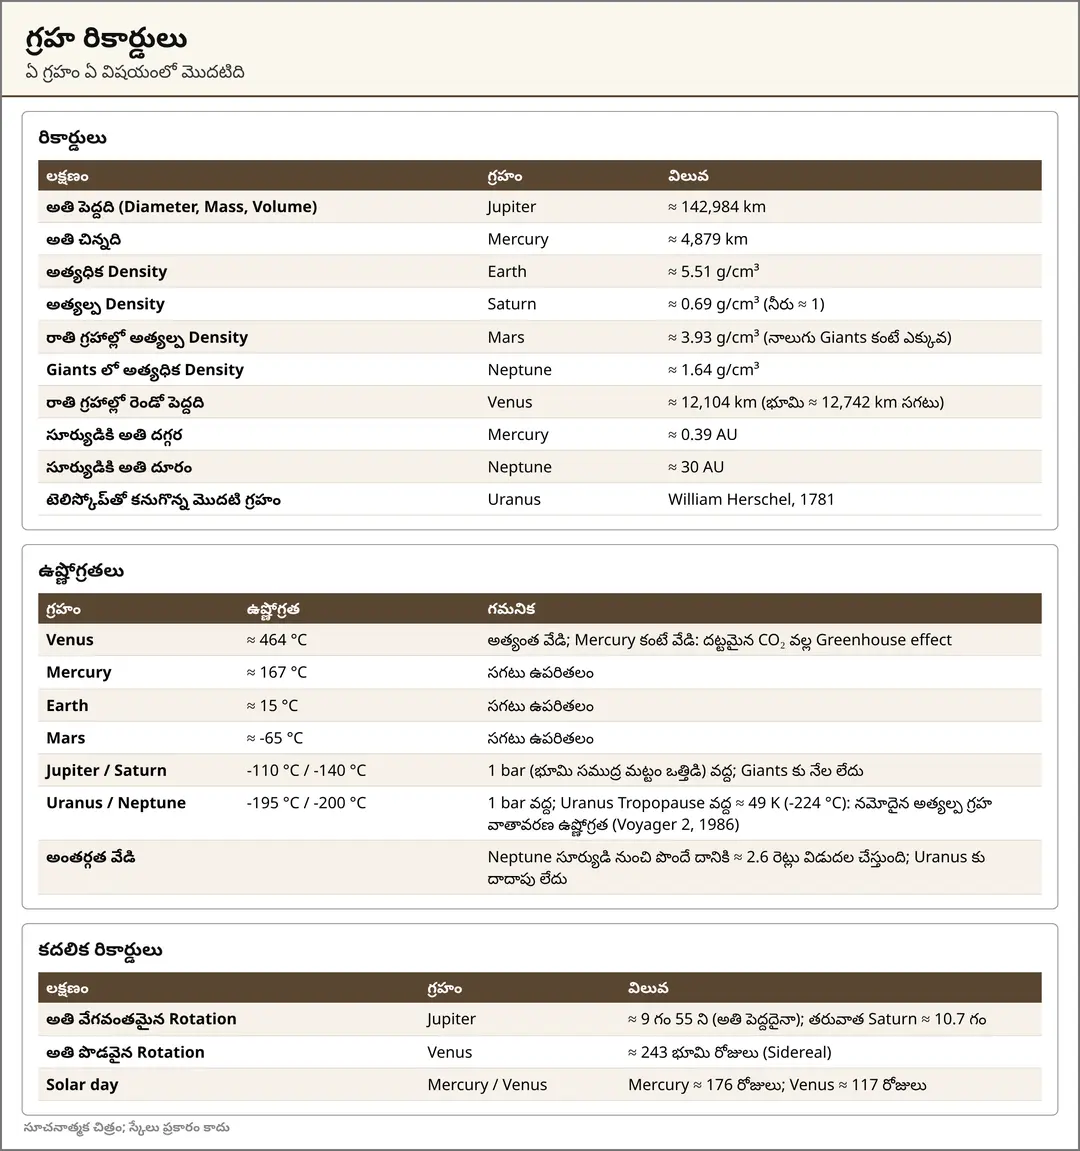 గ్రహ రికార్డులు
ఏ గ్రహం ఏ విషయంలో మొదటిది
రికార్డులు
లక్షణం గ్రహం విలువ
అతి పెద్దది (Diameter, Mass, Volume) Jupiter ≈ 142,984 km
అతి చిన్నది Mercury ≈ 4,879 km
అత్యధిక Density Earth ≈ 5.51 g/cm³
అత్యల్ప Density Saturn ≈ 0.69 g/cm³ (నీరు ≈ 1)
రాతి గ్రహాల్లో అత్యల్ప Density Mars ≈ 3.93 g/cm³ (నాలుగు Giants కంటే ఎక్కువ)
Giants లో అత్యధిక Density Neptune ≈ 1.64 g/cm³
రాతి గ్రహాల్లో రెండో పెద్దది Venus ≈ 12,104 km (భూమి ≈ 12,742 km సగటు)
సూర్యుడికి అతి దగ్గర Mercury ≈ 0.39 AU
సూర్యుడికి అతి దూరం Neptune ≈ 30 AU
టెలిస్కోప్‌తో కనుగొన్న మొదటి గ్రహం Uranus William Herschel, 1781
ఉష్ణోగ్రతలు
గ్రహం ఉష్ణోగ్రత గమనిక
Venus ≈ 464 °C అత్యంత వేడి; Mercury కంటే వేడి: దట్టమైన CO₂ వల్ల Greenhouse effect
Mercury ≈ 167 °C సగటు ఉపరితలం
Earth ≈ 15 °C సగటు ఉపరితలం
Mars ≈ -65 °C సగటు ఉపరితలం
Jupiter / Saturn -110 °C / -140 °C 1 bar (భూమి సముద్ర మట్టం ఒత్తిడి) వద్ద; Giants కు నేల లేదు
Uranus / Neptune -195 °C / -200 °C 1 bar వద్ద; Uranus Tropopause వద్ద ≈ 49 K (-224 °C): నమోదైన అత్యల్ప గ్రహ
వాతావరణ ఉష్ణోగ్రత (Voyager 2, 1986)
అంతర్గత వేడి Neptune సూర్యుడి నుంచి పొందే దానికి ≈ 2.6 రెట్లు విడుదల చేస్తుంది; Uranus కు
దాదాపు లేదు
కదలిక రికార్డులు
లక్షణం గ్రహం విలువ
అతి వేగవంతమైన Rotation Jupiter ≈ 9 గం 55 ని (అతి పెద్దదైనా); తరువాత Saturn ≈ 10.7 గం
అతి పొడవైన Rotation Venus ≈ 243 భూమి రోజులు (Sidereal)
Solar day Mercury / Venus Mercury ≈ 176 రోజులు; Venus ≈ 117 రోజులు
సూచనాత్మక చిత్రం; స్కేలు ప్రకారం కాదు